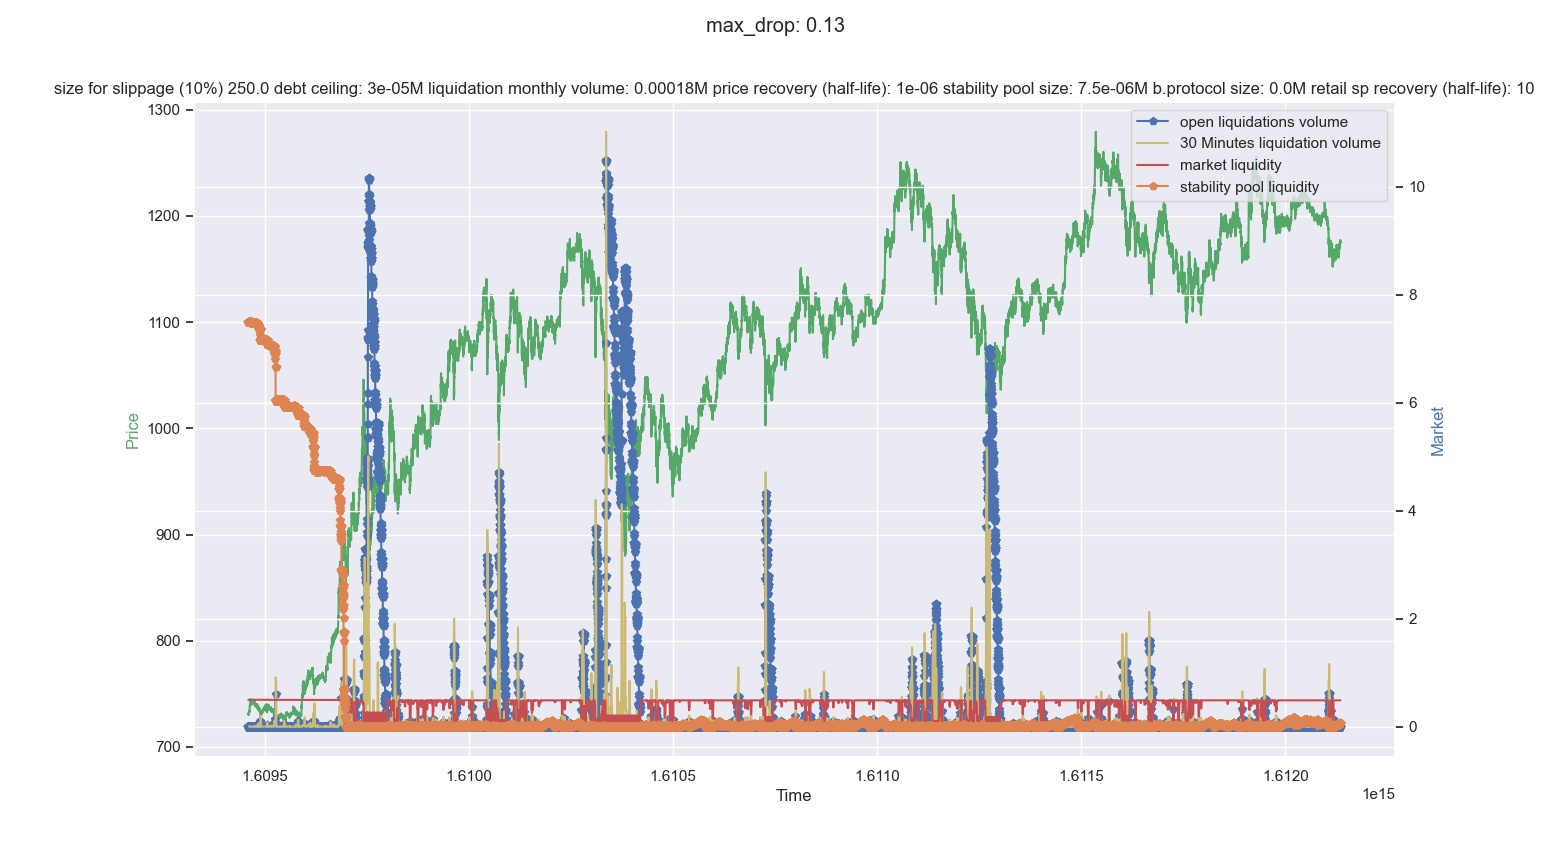 max_drop: 0.13
size for slippage (10%) 250.0 debt ceiling: 3e-05M liquidation monthly volume: 0.00018M price recovery (half-life): 1e-06 stability pool size: 7.5e-06M b.protocol size: 0.0M retail sp recovery (half-life): 10
open liquidations volume
30 Minutes liquidation volume
market liquidity
stability pool liquidity
1300
1200
1100
1000
900
800
700
Price
10
8
6
4
2
0
Market
1.6095 1.6100 1.6105 1.6110 1.6115 1.6120
Time
1e15